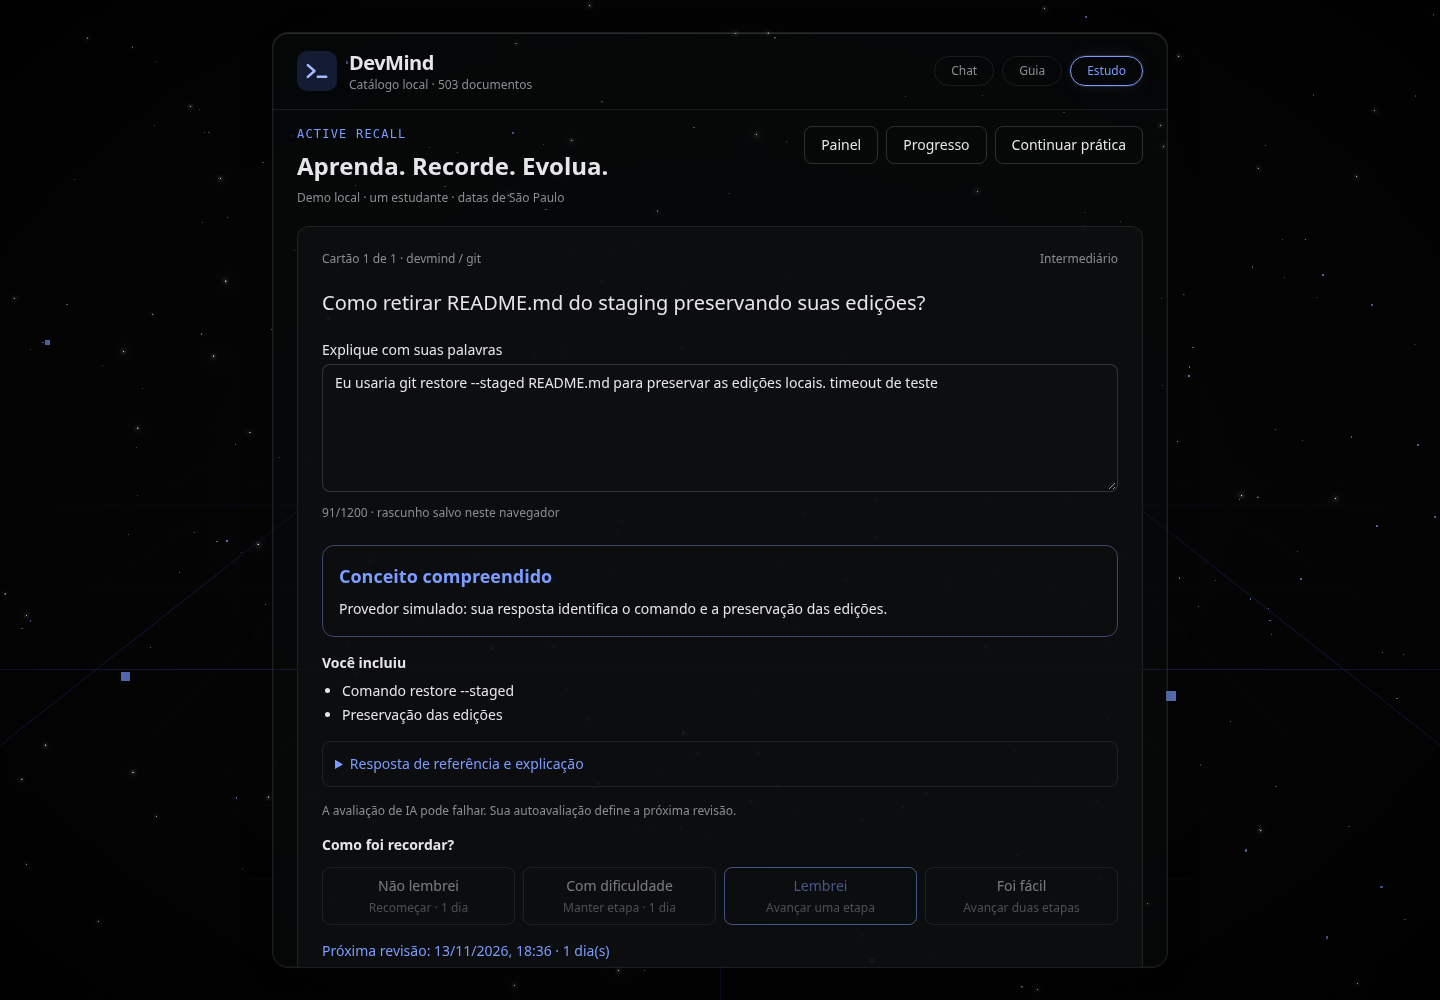 DevMind
Catálogo local · 503 documentos
Chat
Guia
Estudo
ACTIVE RECALL
Aprenda. Recorde. Evolua.
Demo local · um estudante · datas de São Paulo
Painel
Progresso
Continuar prática
Cartão 1 de 1 · devmind / git
Intermediário
Como retirar README.md do staging preservando suas edições?
Explique com suas palavras
Eu usaria git restore --staged README.md para preservar as edições locais. timeout de teste
91/1200 · rascunho salvo neste navegador
Conceito compreendido
Provedor simulado: sua resposta identifica o comando e a preservação das edições.
Você incluiu
Comando restore --staged
Preservação das edições
Resposta de referência e explicação
A avaliação de IA pode falhar. Sua autoavaliação define a próxima revisão.
Como foi recordar?
Não lembrei
Recomeçar · 1 dia
Com dificuldade
Manter etapa · 1 dia
Lembrei
Avançar uma etapa
Foi fácil
Avançar duas etapas
Próxima revisão: 13/11/2026, 18:36 · 1 dia(s)